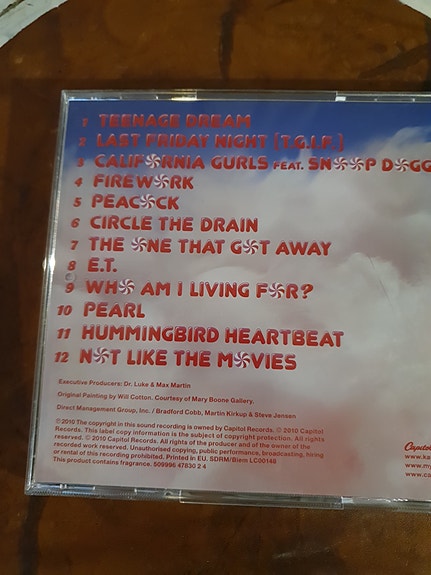 1 TEENAGE DREAM
2 LAST FRIDAY NIGHT (T.G.I.F.)
3 CALIFORNIA GURLS FEAT. SNOOP DOGG
4 FIREWORK
5 PEACOCK
6 CIRCLE THE DRAIN
7 THE ONE THAT GOT AWAY
8 E.T.
9 WHO AM I LIVING FOR?
10 PEARL
11 HUMMINGBIRD HEARTBEAT
12 NOT LIKE THE MOVIES
Executive Producers: Dr. Luke & Max Martin
Original Painting by Will Cotton. Courtesy of Mary Boone Gallery.
Direct Management Group, Inc. / Bradford Cobb, Martin Kirkup & Steve Jensen
℗ 2010 The copyright in this sound recording is owned by Capitol Records. © 2010 Capitol
Records. This label copy information is the subject of copyright protection. All rights
reserved. © 2010 Capitol Records. All rights of the producer and of the owner of the
recorded work reserved. Unauthorised copying, public performance, broadcasting, hiring
or rental of this recording prohibited. Printed in EU. SDRM/Biem LC00148
This product contains fragrance. 509996 84783 2 4
Capitol
www.ka
www.my
www.ca